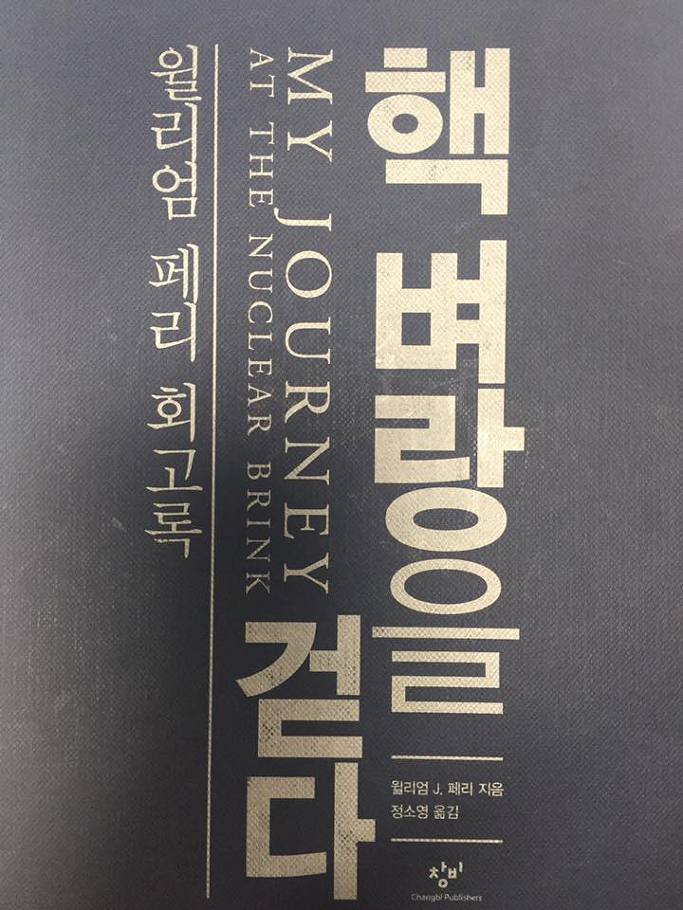 핵 벼랑을
걷다
MY JOURNEY
AT THE NUCLEAR BRINK
윌리엄 페리 회고록
윌리엄 J. 페리 지음
정소영 옮김
창비
Changbi Publishers